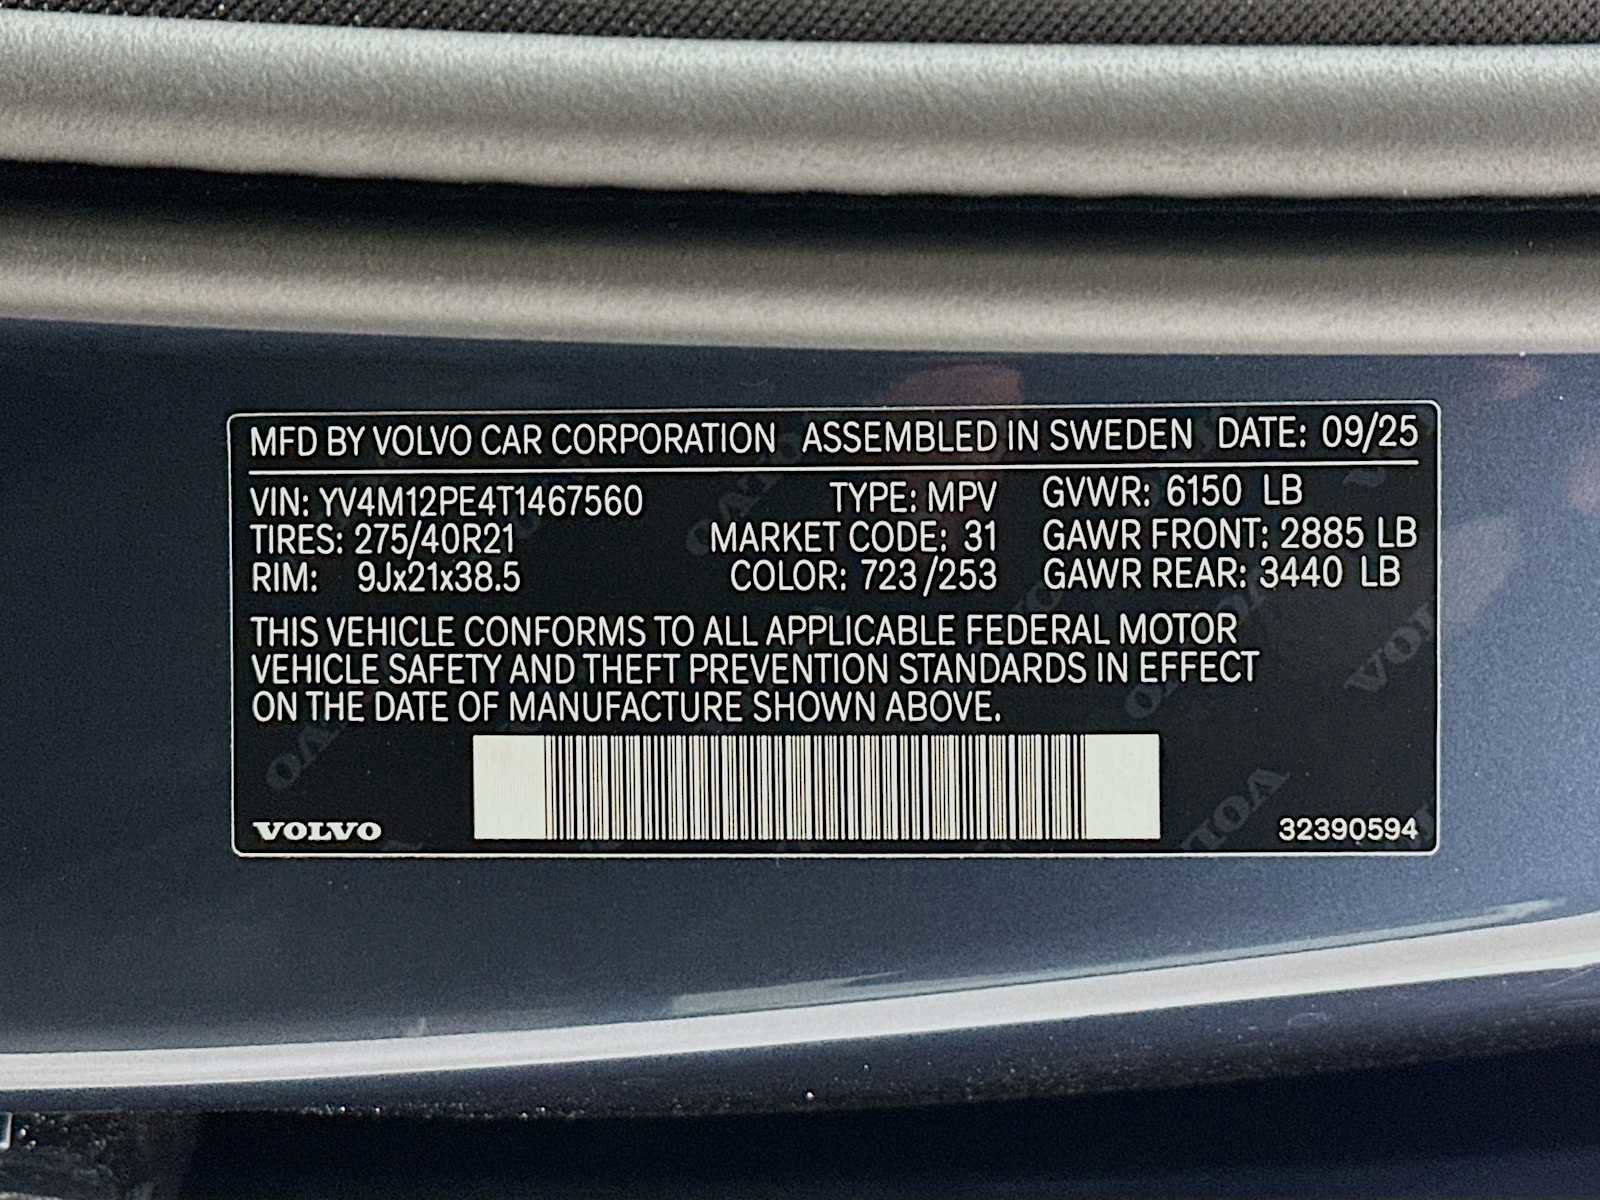 MFD BY VOLVO CAR CORPORATION ASSEMBLED IN SWEDEN DATE: 09/25
VIN: YV4M12PE4T1467560 TYPE: MPV GVWR: 6150 LB
TIRES: 275/40R21 MARKET CODE: 31 GAWR FRONT: 2885 LB
RIM: 9Jx21x38.5 COLOR: 723/253 GAWR REAR: 3440 LB
THIS VEHICLE CONFORMS TO ALL APPLICABLE FEDERAL MOTOR
VEHICLE SAFETY AND THEFT PREVENTION STANDARDS IN EFFECT
ON THE DATE OF MANUFACTURE SHOWN ABOVE.
VOLVO 32390594